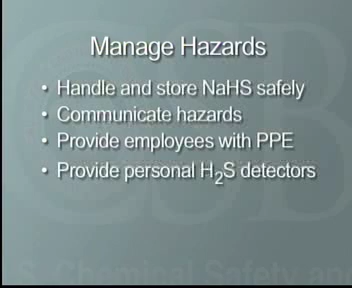 Manage Hazards
• Handle and store NaHS safely
• Communicate hazards
• Provide employees with PPE
• Provide personal H₂S detectors
CSB
S. Chemical Safety and